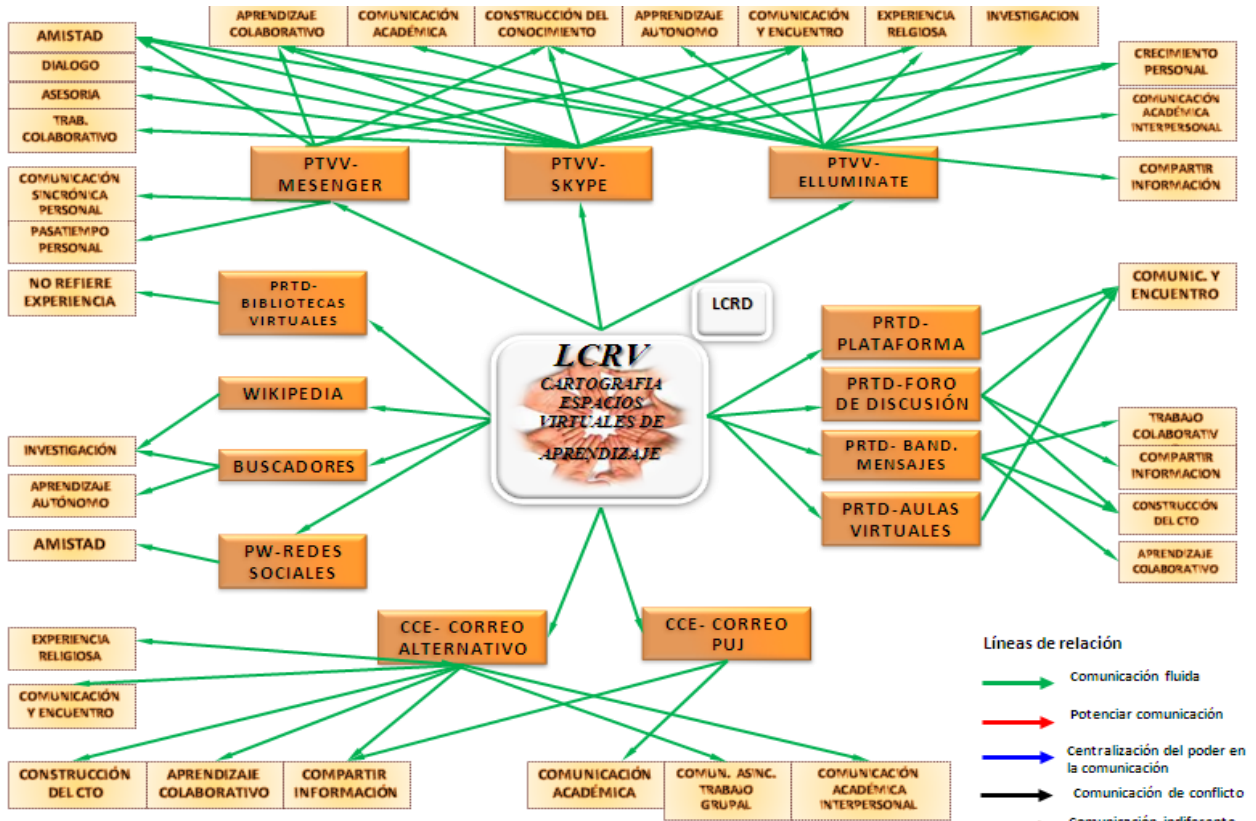 APRENDIZAJE
COLABORATIVO
COMUNICACIÓN
ACADÉMICA
CONSTRUCCIÓN DEL
CONOCIMIENTO
APPRENDIZAJE
AUTONOMO
COMUNICACIÓN
Y ENCUENTRO
EXPERIENCIA
RELGIOSA
INVESTIGACION
AMISTAD
DIALOGO
ASESORIA
TRAB.
COLABORATIVO
CRECIMIENTO
PERSONAL
COMUNICACIÓN
ACADÉMICA
INTERPERSONAL
COMPARTIR
INFORMACIÓN
PTVV-
MESENGER
PTVV-
SKYPE
PTVV-
ELLUMINATE
COMUNICACIÓN
SINCRÓNICA
PERSONAL
PASATIEMPO
PERSONAL
NO REFIERE
EXPERIENCIA
PRTD-
BIBLIOTECAS
VIRTUALES
LCRD
COMUNIC. Y
ENCUENTRO
LCRV
CARTOGRAFIA
ESPACIOS
VIRTUALES DE
APRENDIZAJE
PRTD-
PLATAFORMA
PRTD-FORO
DE DISCUSIÓN
PRTD- BAND.
MENSAJES
PRTD-AULAS
VIRTUALES
WIKIPEDIA
BUSCADORES
PW-REDES
SOCIALES
INVESTIGACIÓN
APRENDIZAJE
AUTÓNOMO
AMISTAD
TRABAJO
COLABORATIV
COMPARTIR
INFORMACION
CONSTRUCCIÓN
DEL CTO
APRENDIZAJE
COLABORATIVO
CCE- CORREO
ALTERNATIVO
CCE- CORREO
PUJ
EXPERIENCIA
RELIGIOSA
COMUNICACIÓN
Y ENCUENTRO
CONSTRUCCIÓN
DEL CTO
APRENDIZAJE
COLABORATIVO
COMPARTIR
INFORMACIÓN
COMUNICACIÓN
ACADÉMICA
COMUN. ASINC.
TRABAJO
GRUPAL
COMUNICACIÓN
ACADÉMICA
INTERPERSONAL
Líneas de relación
Comunicación fluida
Potenciar comunicación
Centralización del poder en
la comunicación
Comunicación de conflicto
Comunicación indiferente